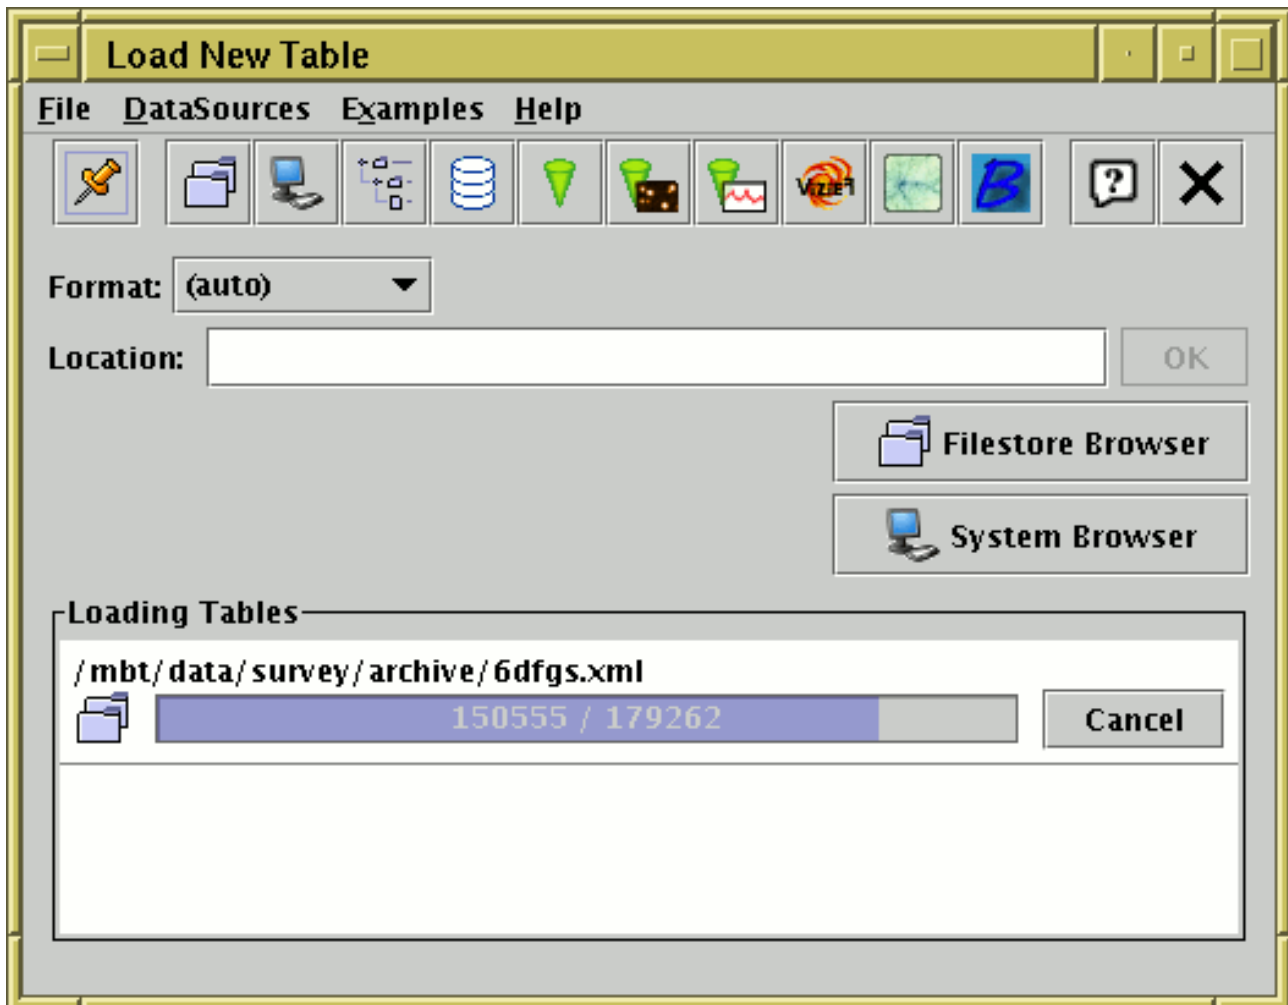 Load New Table
File DataSources Examples Help
VizieR B ?
Format: (auto)
Location: OK
Filestore Browser
System Browser
Loading Tables
/mbt/data/survey/archive/6dfgs.xml
150555 / 179262 Cancel